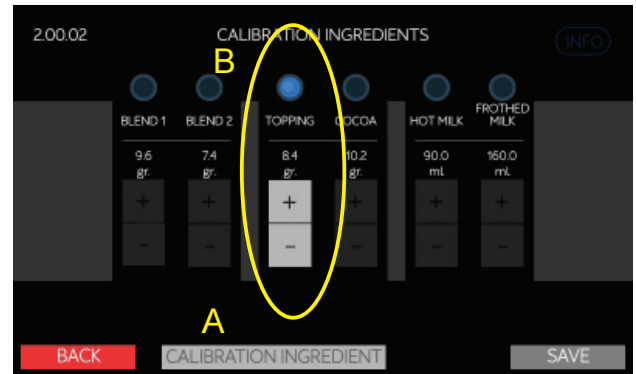 2.00.02 CALIBRATION INGREDIENTS INFO
B
BLEND 1 BLEND 2 TOPPING COCOA HOT MILK FROTHED MILK
9.6 gr. 7.4 gr. 8.4 gr. 10.2 gr. 90.0 ml. 160.0 ml.
+ + + + + +
- - - - - -
A
BACK CALIBRATION INGREDIENT SAVE